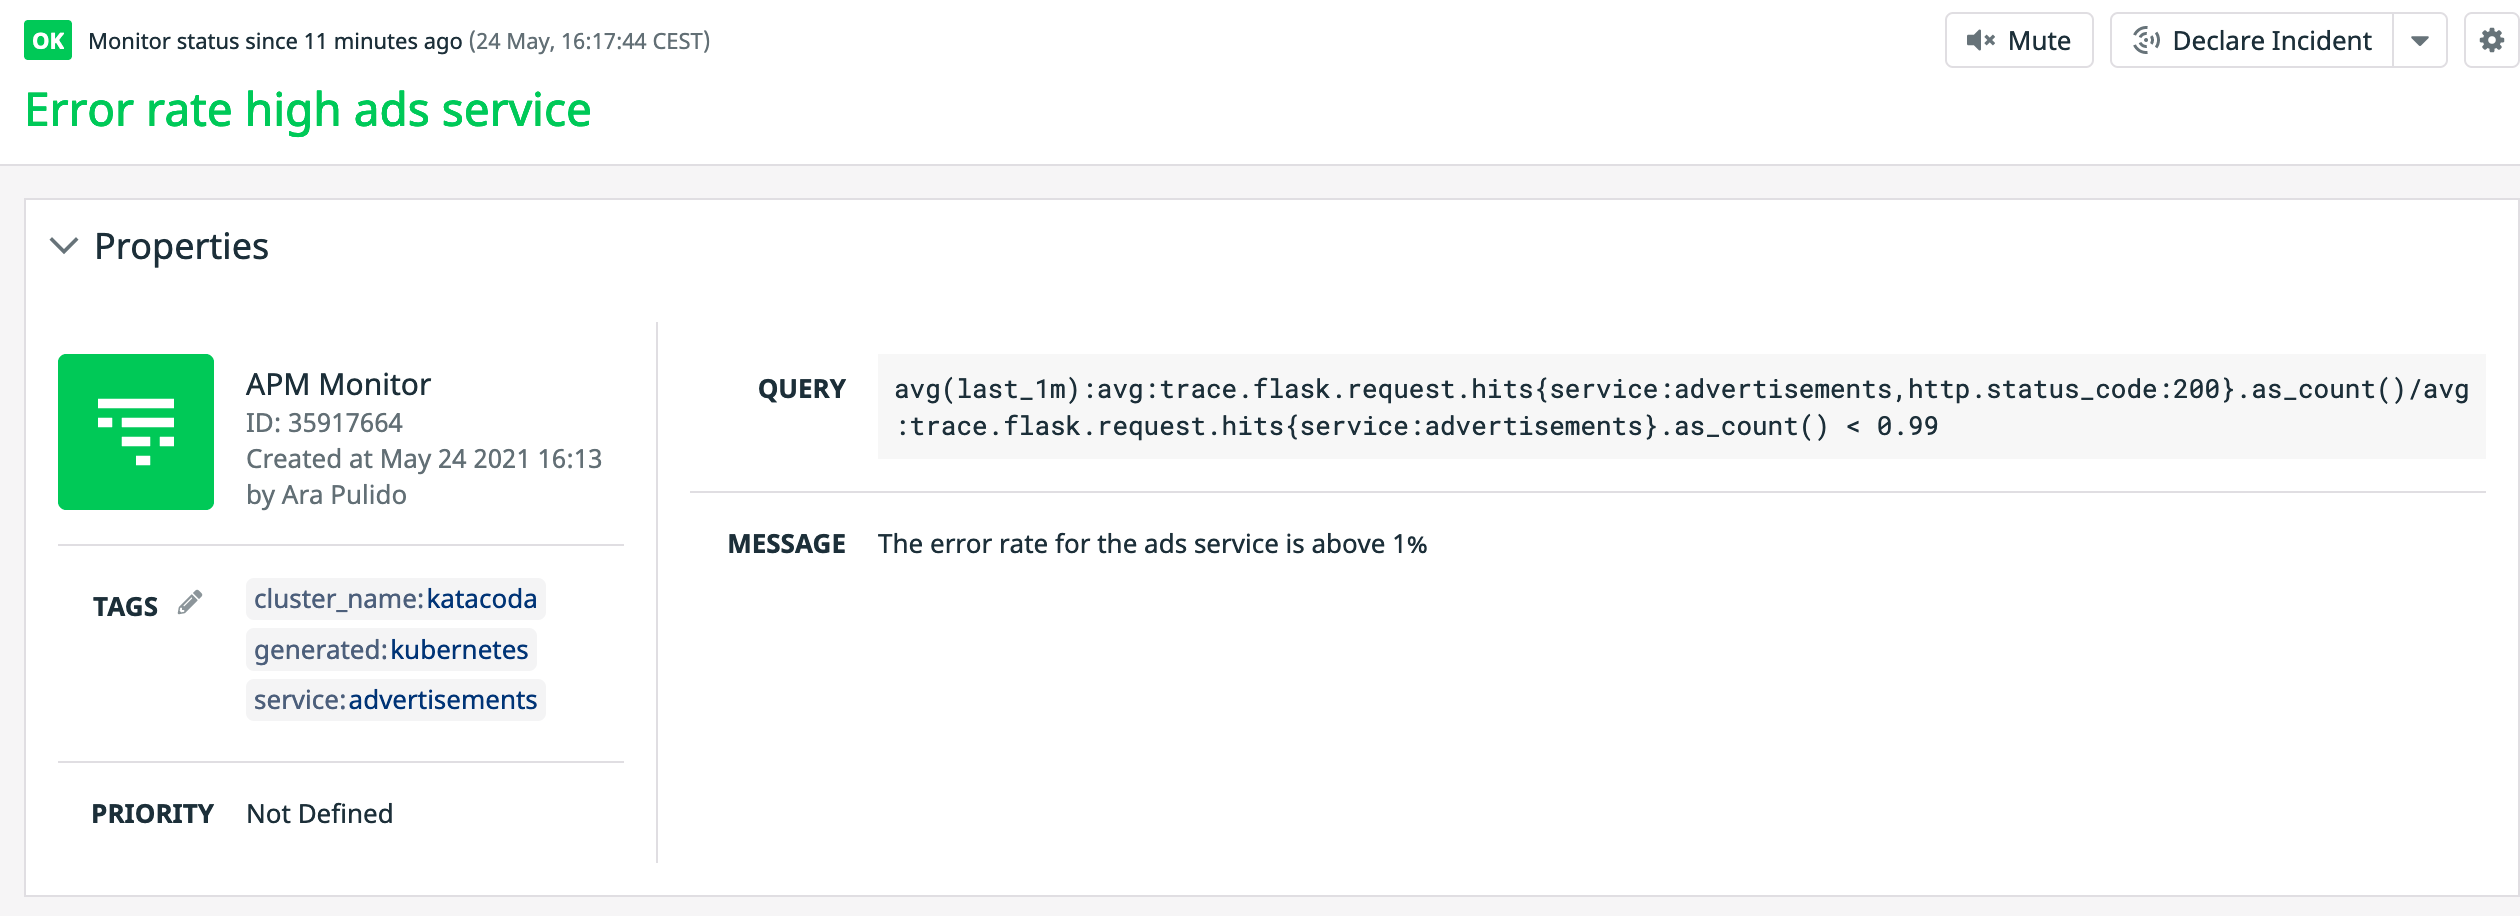 OK Monitor status since 11 minutes ago (24 May, 16:17:44 CEST)
Mute
Declare Incident
Error rate high ads service
Properties
APM Monitor
ID: 35917664
Created at May 24 2021 16:13
by Ara Pulido
TAGS
cluster_name:katacoda
generated:kubernetes
service:advertisements
PRIORITY Not Defined
QUERY
avg(last_1m):avg:trace.flask.request.hits{service:advertisements,http.status_code:200}.as_count()/avg
:trace.flask.request.hits{service:advertisements}.as_count() < 0.99
MESSAGE The error rate for the ads service is above 1%